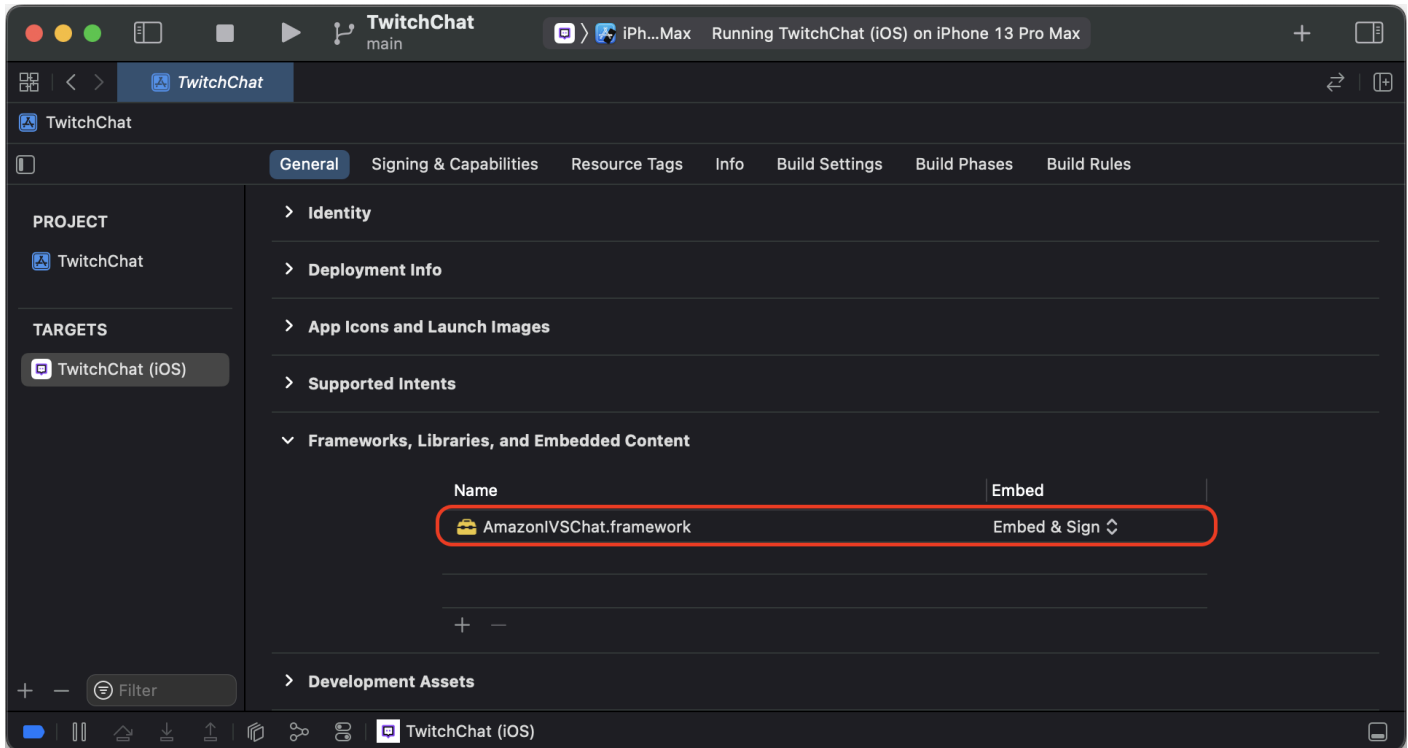 TwitchChat
main
iPh...Max Running TwitchChat (iOS) on iPhone 13 Pro Max
TwitchChat
TwitchChat
General Signing & Capabilities Resource Tags Info Build Settings Build Phases Build Rules
PROJECT
TwitchChat
TARGETS
TwitchChat (iOS)
Identity
Deployment Info
App Icons and Launch Images
Supported Intents
Frameworks, Libraries, and Embedded Content
Name Embed
AmazonIVSChat.framework Embed & Sign
Development Assets
Filter
TwitchChat (iOS)